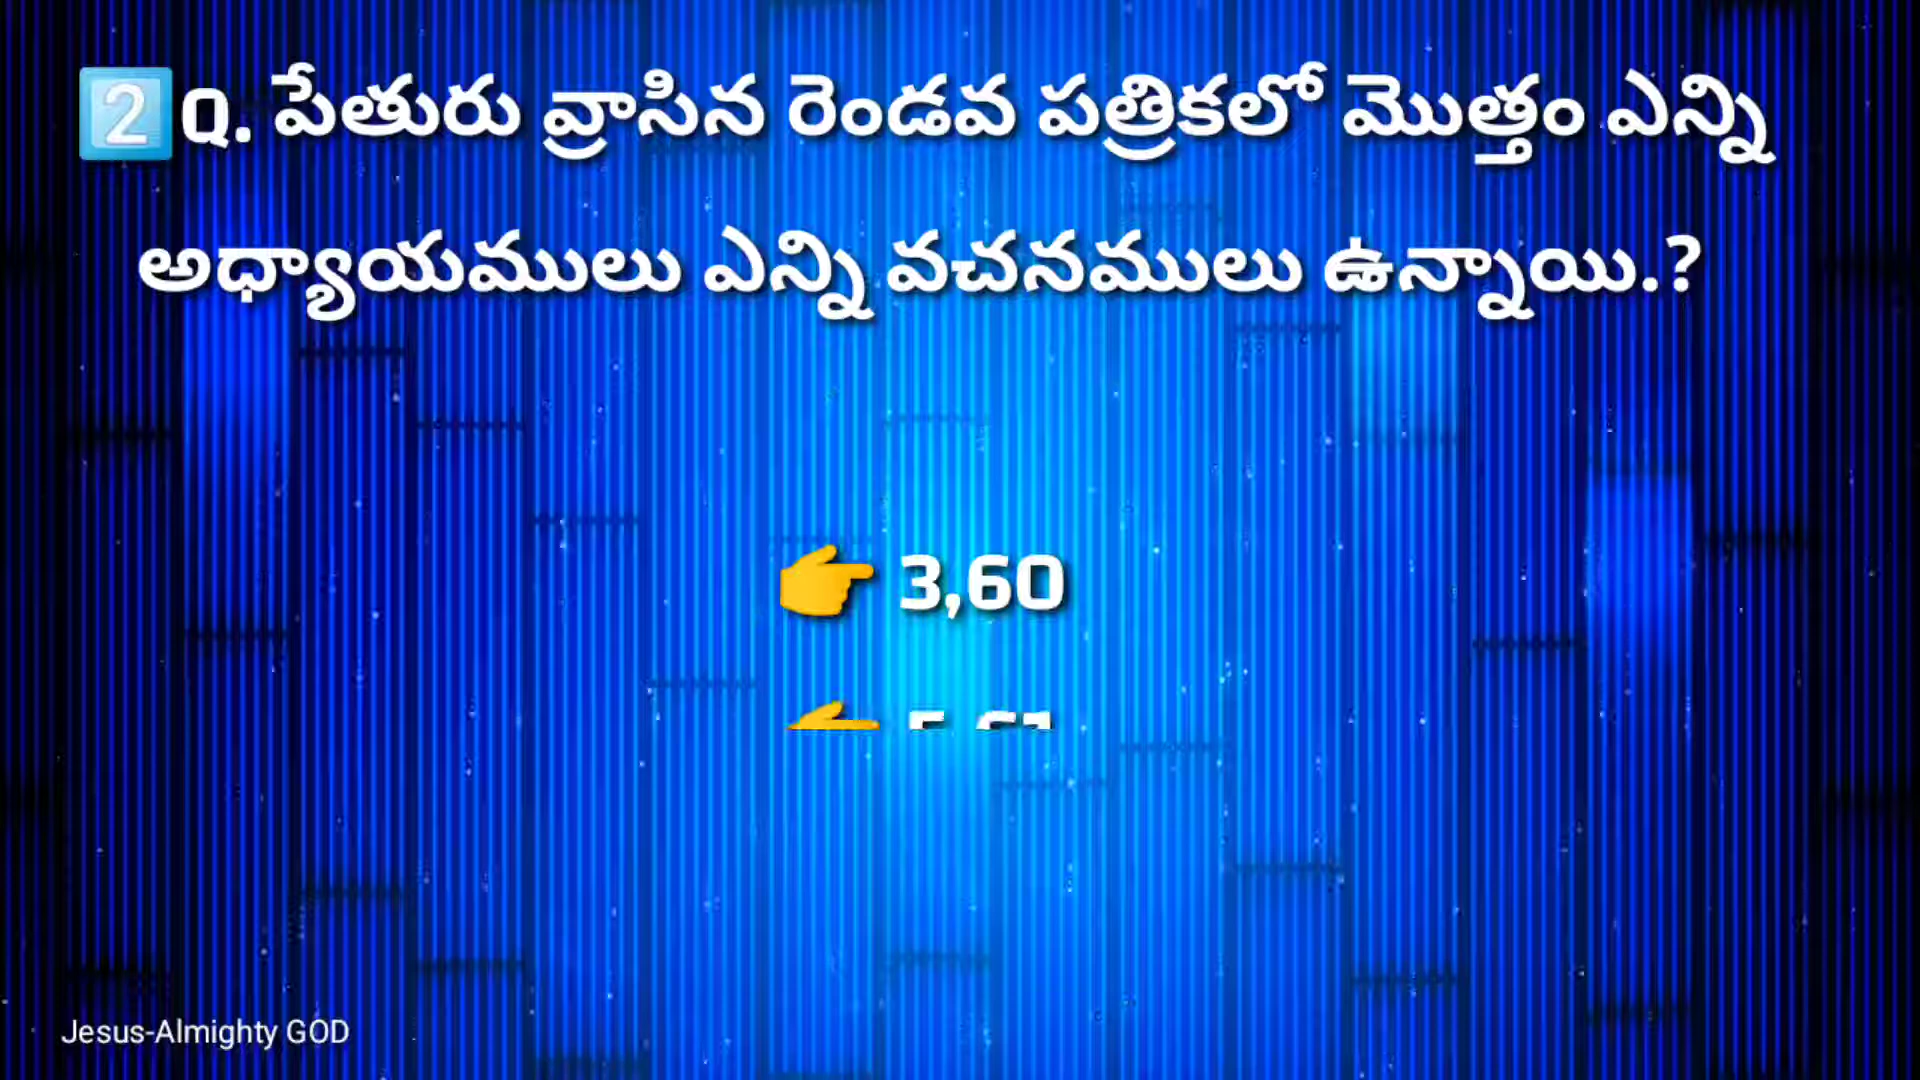 2️⃣Q. పేతురు వ్రాసిన రెండవ పత్రికలో మొత్తం ఎన్ని
అధ్యాయములు ఎన్ని వచనములు ఉన్నాయి.?
👉 3,60
Jesus-Almighty GOD